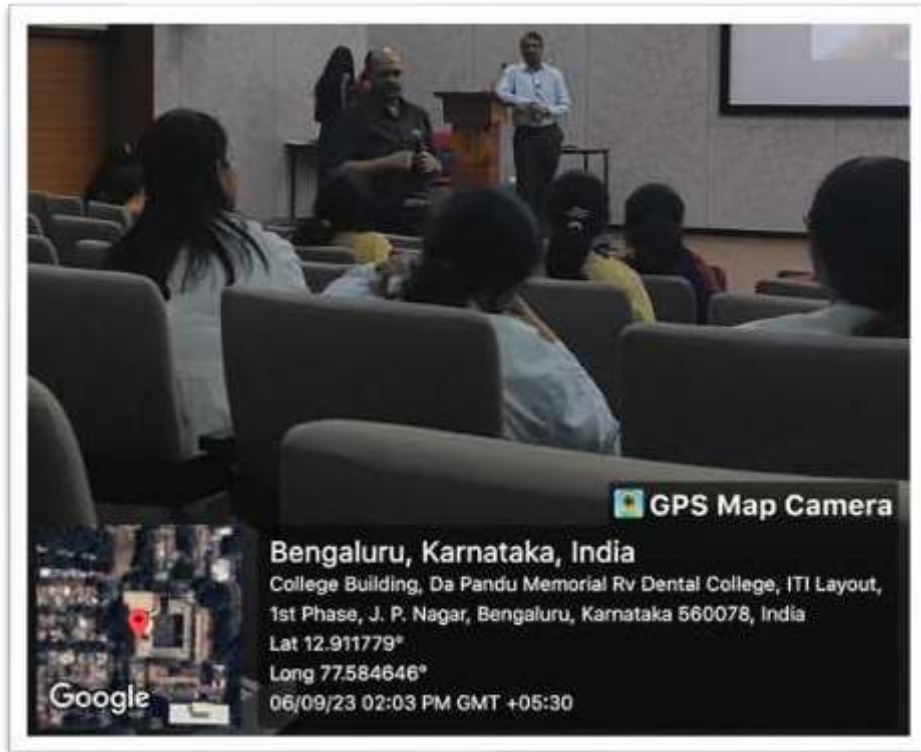 GPS Map Camera
Bengaluru, Karnataka, India
College Building, Da Pandu Memorial Rv Dental College, ITI Layout,
1st Phase, J. P. Nagar, Bengaluru, Karnataka 560078, India
Lat 12.911779°
Long 77.584646°
06/09/23 02:03 PM GMT +05:30
Google